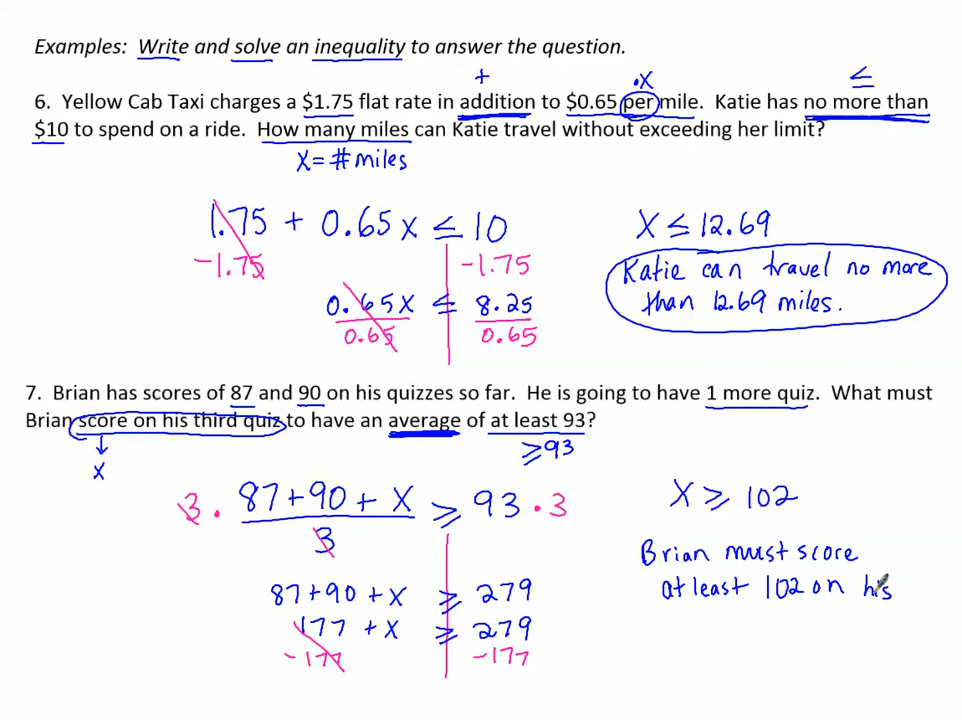 Examples: Write and solve an inequality to answer the question.
+ ·x ≤
6. Yellow Cab Taxi charges a $1.75 flat rate in addition to $0.65 per mile. Katie has no more than
$10 to spend on a ride. How many miles can Katie travel without exceeding her limit?
x = # miles
1.75 + 0.65x ≤ 10
-1.75 -1.75
0.65x ≤ 8.25
0.65 0.65
x ≤ 12.69
Katie can travel no more
than 12.69 miles.
7. Brian has scores of 87 and 90 on his quizzes so far. He is going to have 1 more quiz. What must
Brian score on his third quiz to have an average of at least 93?
x ≥93
3 · 87+90+x ≥ 93 · 3
3
87+90+x ≥ 279
177 +x ≥ 279
-177 -177
x ≥ 102
Brian must score
at least 102 on his